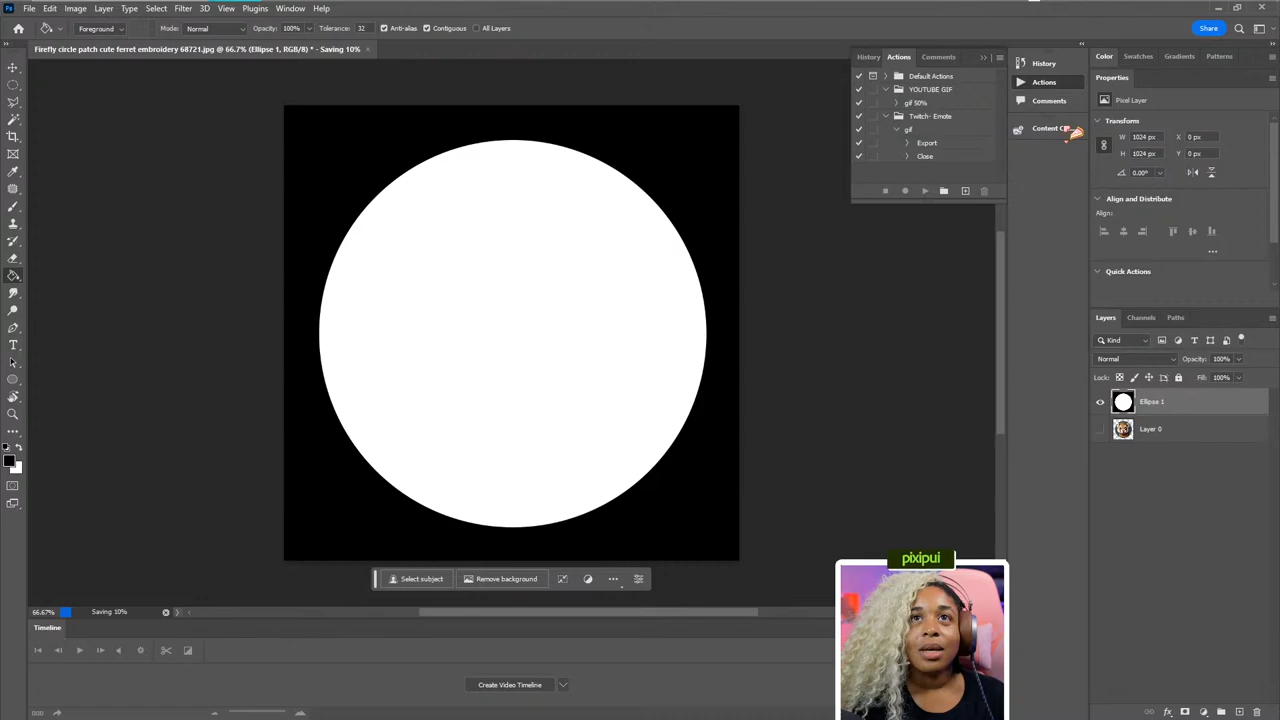 File Edit Image Layer Type Select Filter 3D View Plugins Window Help
Foreground Mode: Normal Opacity: 100% Tolerance: 32 Anti-alias Contiguous All Layers Share
Firefly circle patch cute ferret embroidery 68721.jpg @ 66.7% (Ellipse 1, RGB/8) * - Saving 10%
History Actions Comments
Default Actions
YOUTUBE GIF
gif 50%
Twitch- Emote
gif
Export
Close
History
Actions
Comments
Color Swatches Gradients Patterns
Properties
Pixel Layer
Transform
W 1024 px X 0 px
H 1024 px Y 0 px
0.00°
Align and Distribute
Align:
Quick Actions
Layers Channels Paths
Kind
Normal Opacity: 100%
Lock: Fill: 100%
Ellipse 1
Layer 0
Select subject Remove background
pixipui
66.67% Saving 10%
Timeline
Create Video Timeline